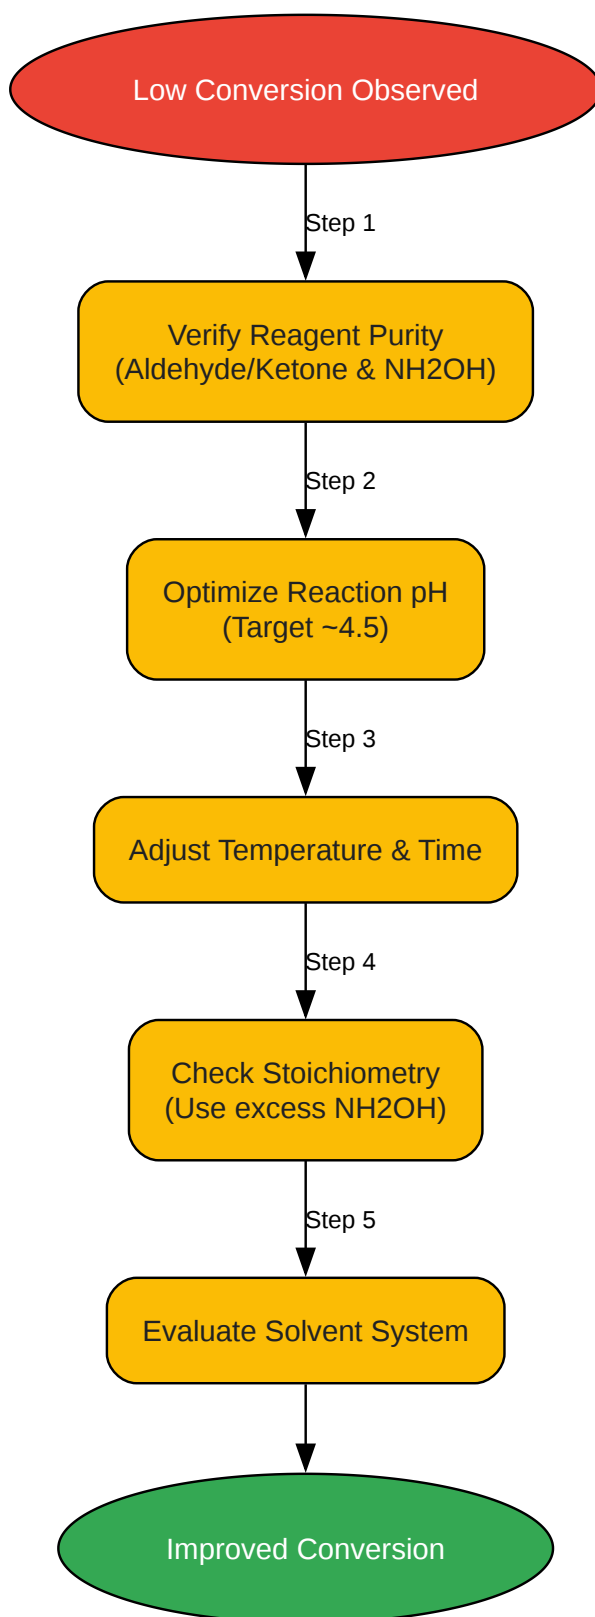 Low Conversion Observed
Step 1
Verify Reagent Purity
(Aldehyde/Ketone & NH2OH)
Step 2
Optimize Reaction pH
(Target ~4.5)
Step 3
Adjust Temperature & Time
Step 4
Check Stoichiometry
(Use excess NH2OH)
Step 5
Evaluate Solvent System
Improved Conversion